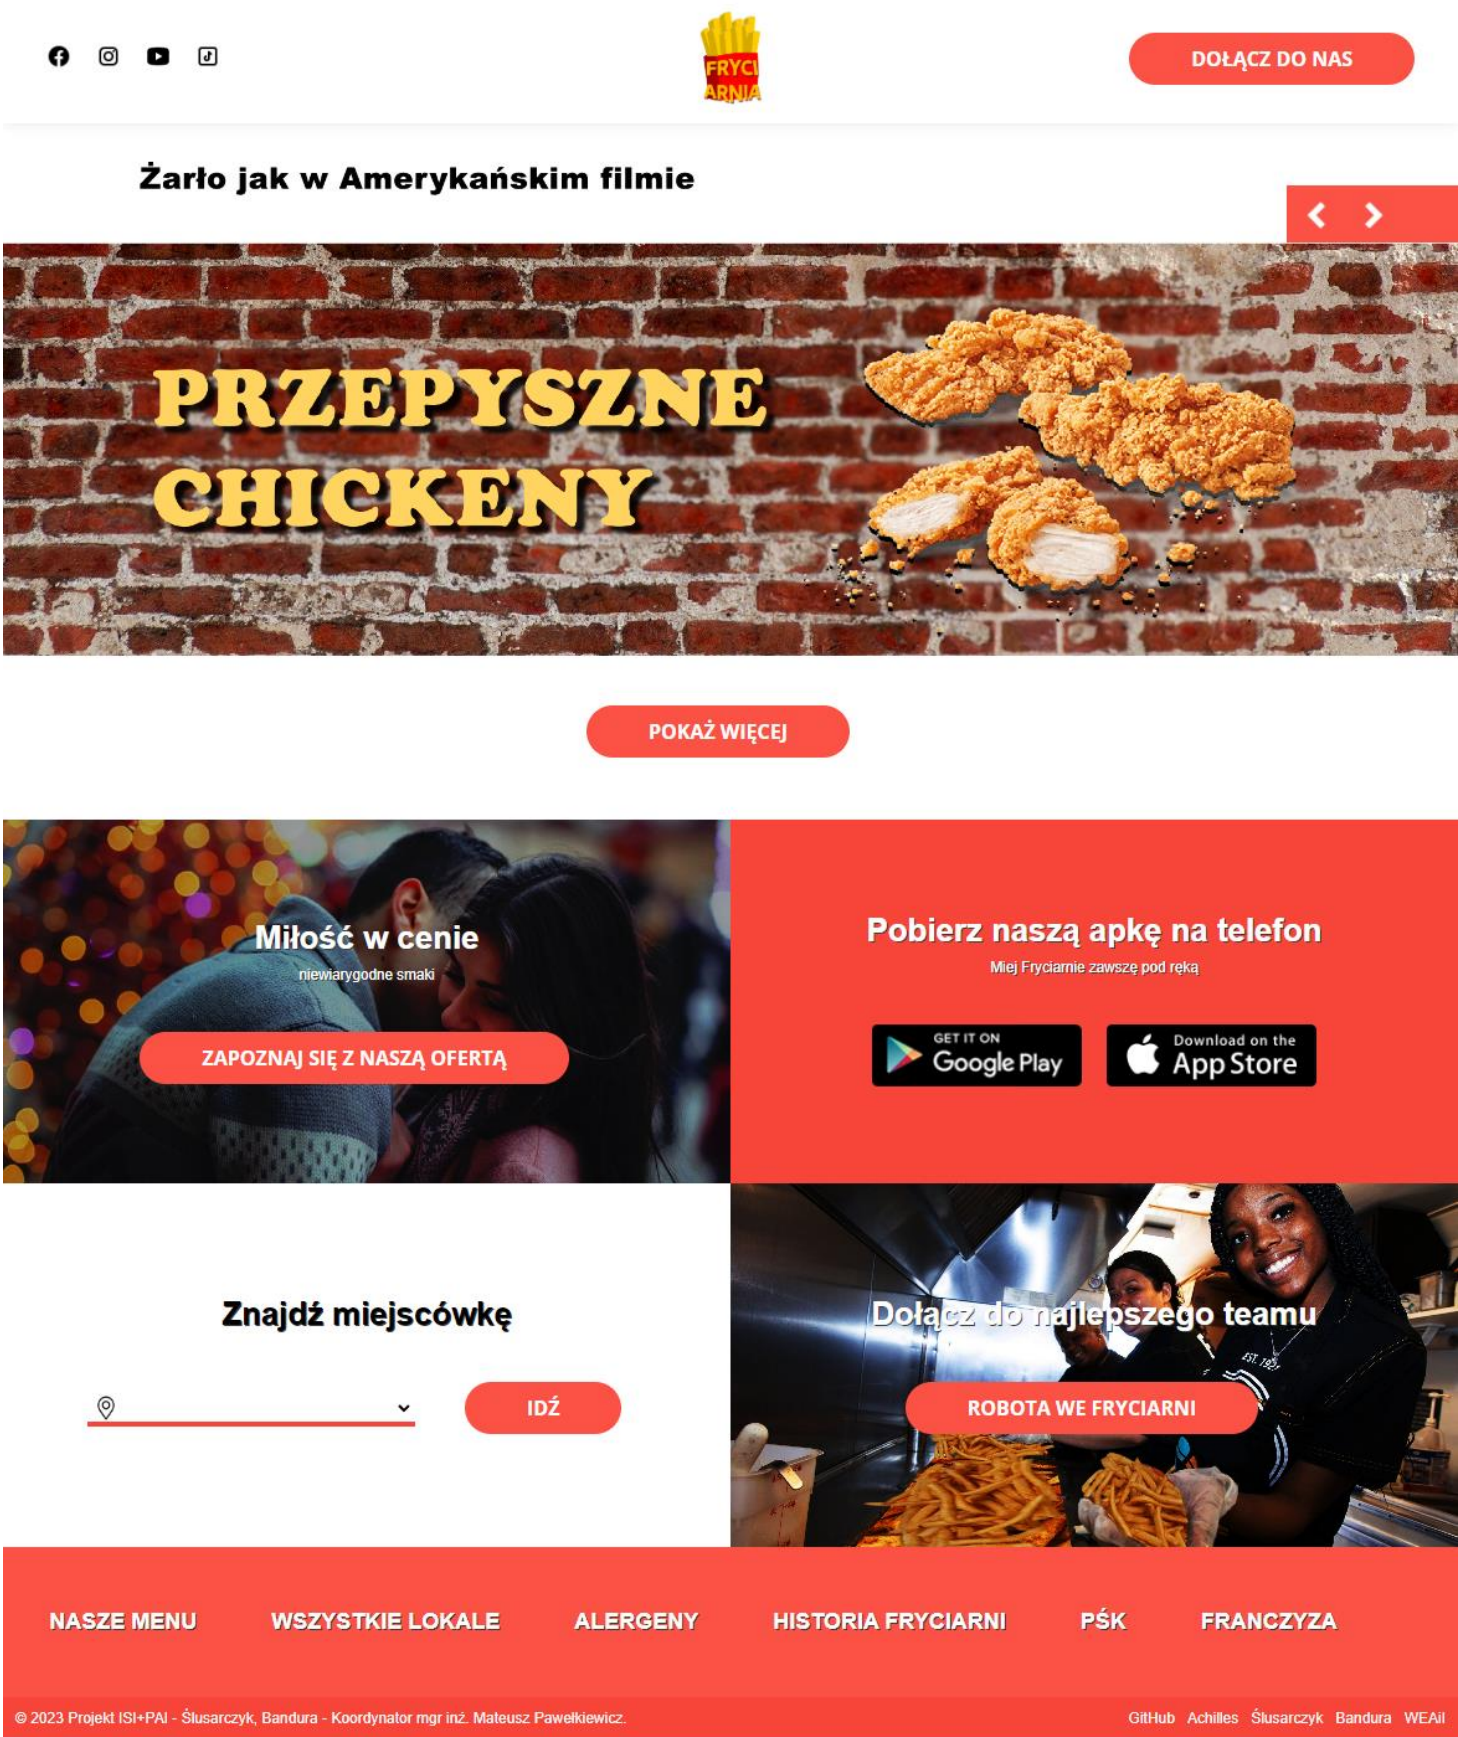 FRYCI
ARNIA
DOŁĄCZ DO NAS
Żarło jak w Amerykańskim filmie
PRZEPYSZNE
CHICKENY
POKAŻ WIĘCEJ
Miłość w cenie
niewiarygodne smaki
ZAPOZNAJ SIĘ Z NASZĄ OFERTĄ
Pobierz naszą apkę na telefon
Miej Fryciarnie zawszę pod ręką
GET IT ON
Google Play
Download on the
App Store
Znajdź miejscówkę
IDŹ
Dołącz do najlepszego teamu
EST. 1921
ROBOTA WE FRYCIARNI
NASZE MENU WSZYSTKIE LOKALE ALERGENY HISTORIA FRYCIARNI PŚK FRANCZYZA
© 2023 Projekt ISI+PAI - Ślusarczyk, Bandura - Koordynator mgr inż. Mateusz Pawełkiewicz.
GitHub Achilles Ślusarczyk Bandura WEAiI